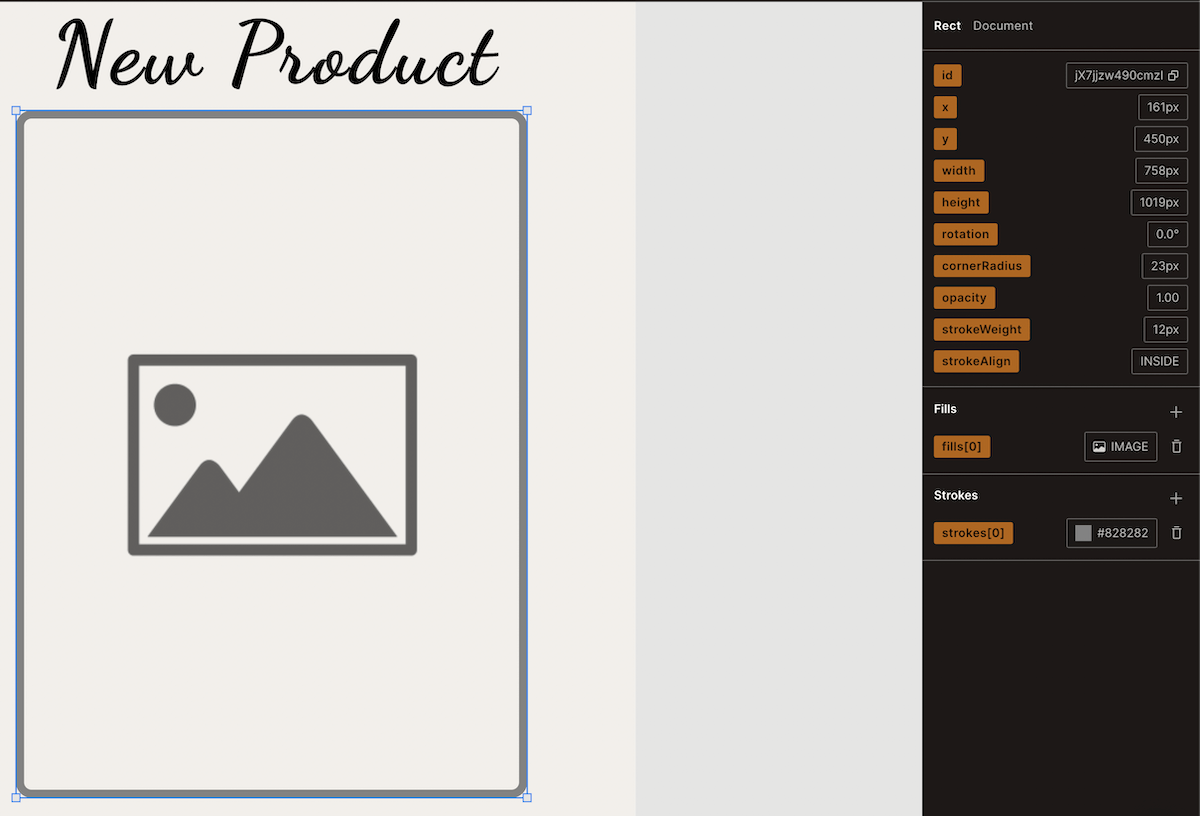 New Product
Rect Document
id jX7jjzw490cmzl
x 161px
y 450px
width 758px
height 1019px
rotation 0.0°
cornerRadius 23px
opacity 1.00
strokeWeight 12px
strokeAlign INSIDE
Fills
fills[0] IMAGE
Strokes
strokes[0] #828282